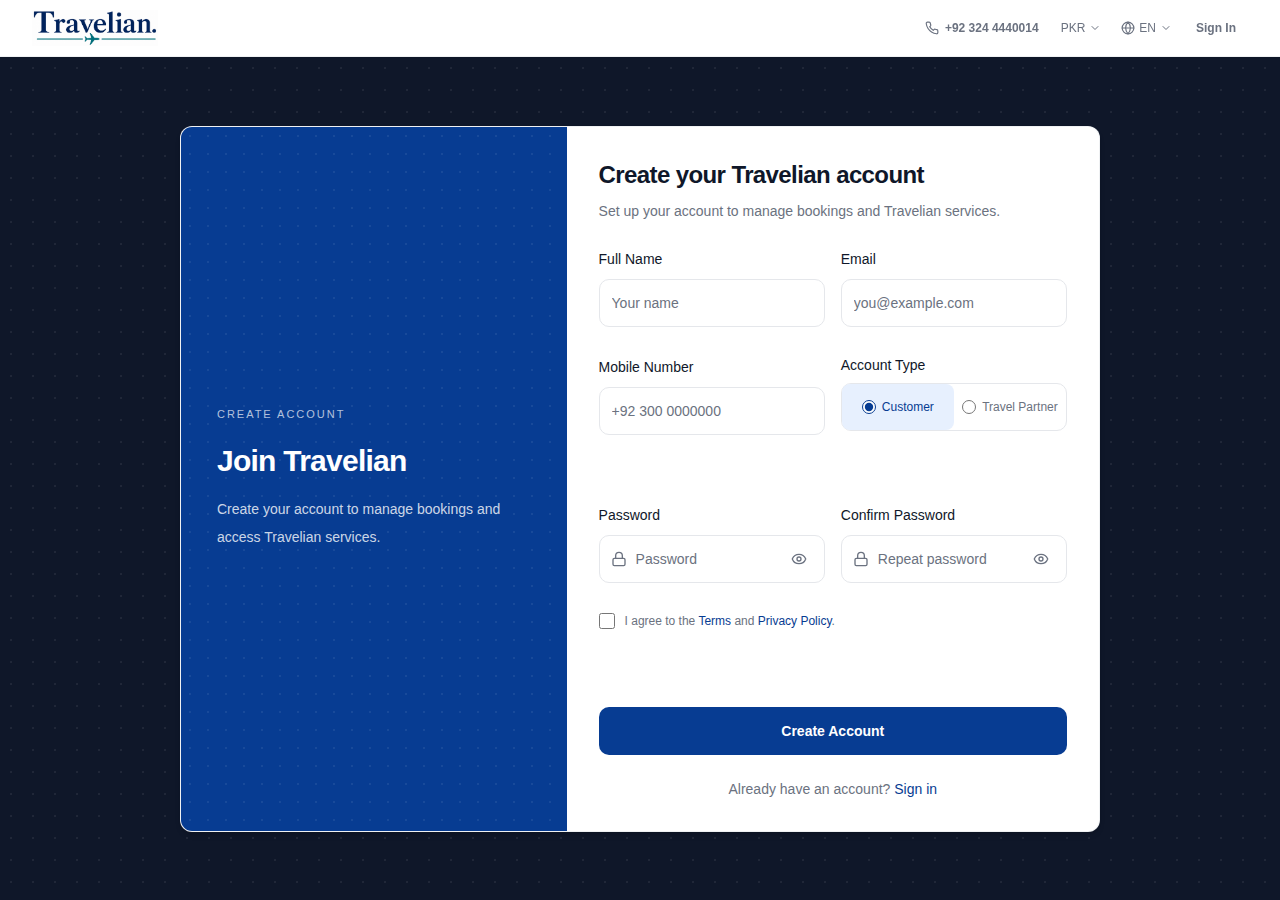 Travelian.
+92 324 4440014
PKR
EN
Sign In
CREATE ACCOUNT
Join Travelian
Create your account to manage bookings and
access Travelian services.
Create your Travelian account
Set up your account to manage bookings and Travelian services.
Full Name
Email
Your name
you@example.com
Mobile Number
Account Type
+92 300 0000000
Customer
Travel Partner
Password
Confirm Password
Password
Repeat password
I agree to the Terms and Privacy Policy.
Create Account
Already have an account? Sign in